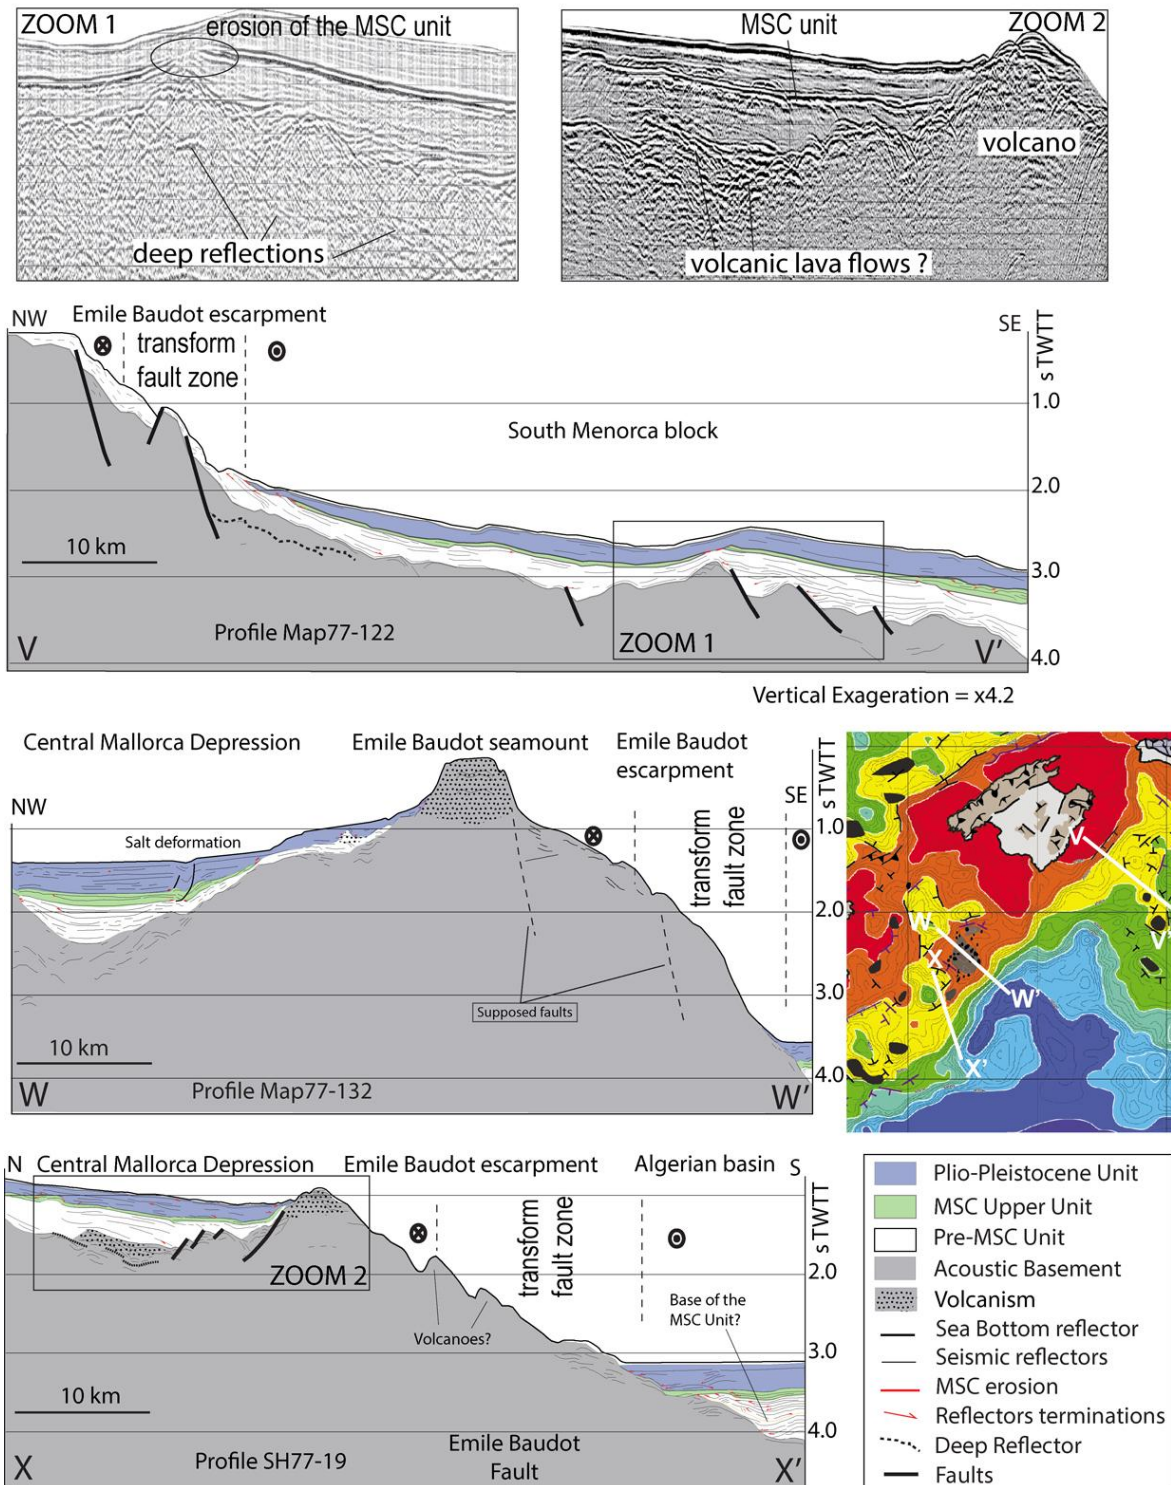 ZOOM 1
erosion of the MSC unit
deep reflections
MSC unit
ZOOM 2
volcano
volcanic lava flows ?
NW
Emile Baudot escarpment
transform
fault zone
SE
s TWTT
1.0
South Menorca block
2.0
10 km
3.0
Profile Map77-122
ZOOM 1
V
V'
4.0
Vertical Exageration = x4.2
Central Mallorca Depression
Emile Baudot seamount
Emile Baudot
escarpment
NW
SE
s TWTT
Salt deformation
transform
fault zone
1.0
2.0
3.0
Supposed faults
10 km
4.0
Profile Map77-132
W
W'
V
V'
W
X
W'
X'
N
Central Mallorca Depression
Emile Baudot escarpment
Algerian basin
S
s TWTT
transform
fault zone
ZOOM 2
2.0
Volcanoes?
Base of the
MSC Unit?
3.0
10 km
4.0
Profile SH77-19
Emile Baudot
Fault
X
X'
Plio-Pleistocene Unit
MSC Upper Unit
Pre-MSC Unit
Acoustic Basement
Volcanism
Sea Bottom reflector
Seismic reflectors
MSC erosion
Reflectors terminations
Deep Reflector
Faults